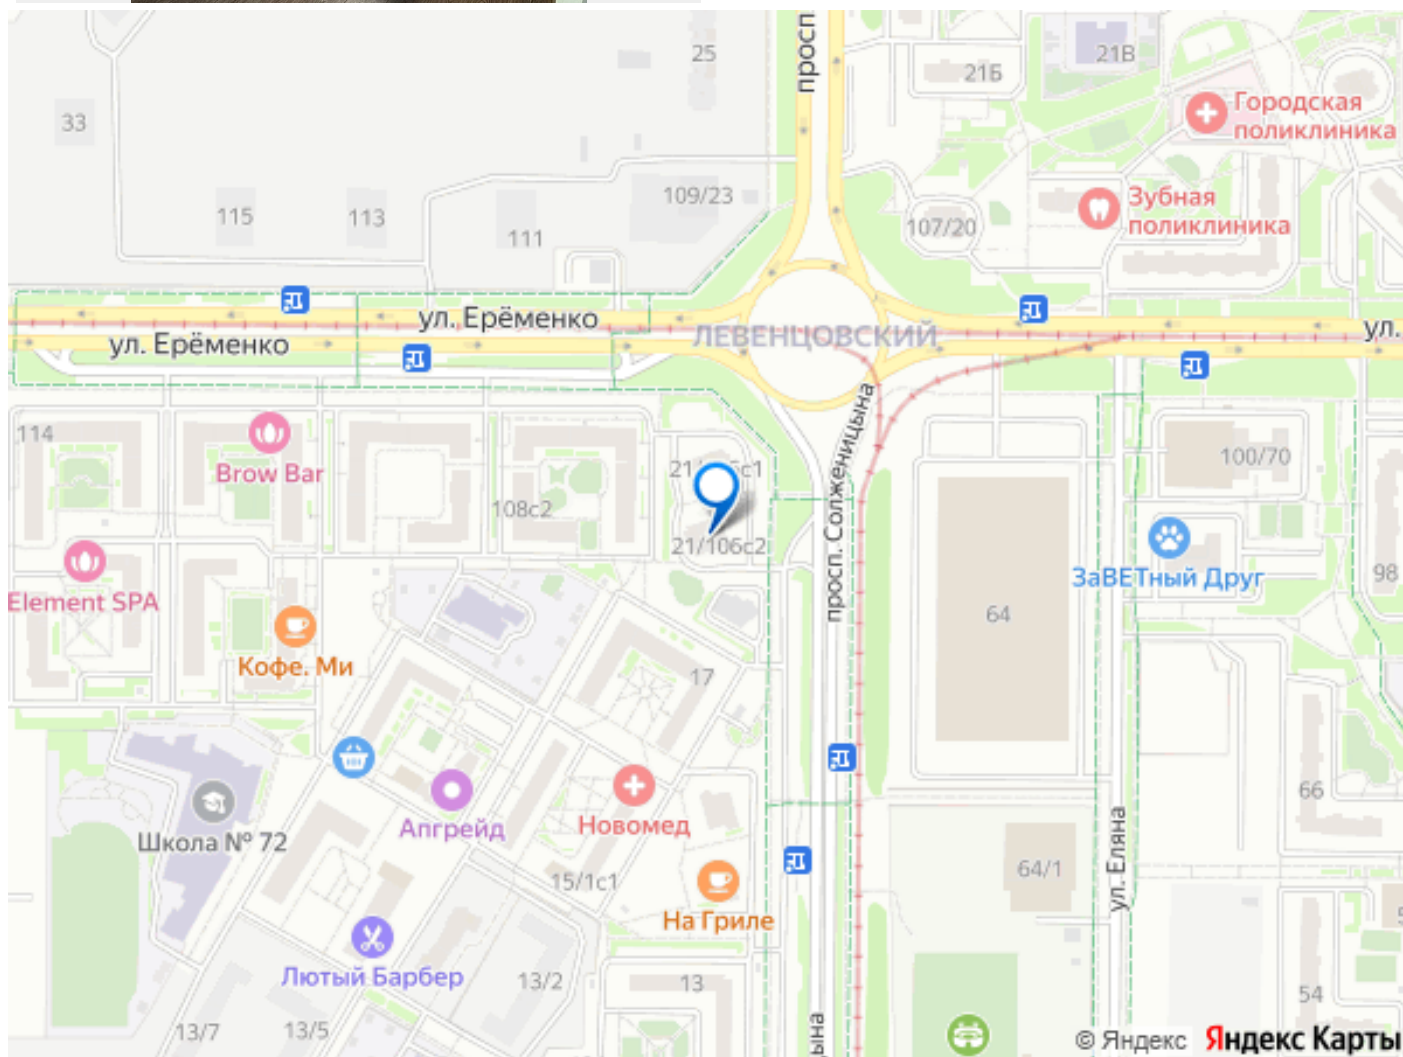 просп
25
21Б
21В
33
Городская
поликлиника
109/23
Зубная
поликлиника
115
113
111
107/20
ул. Ерёменко
ул. Ерёменко
ЛЕВЕНЦОВСКИЙ
ул.
просп. Солженицына
114
Brow Bar
108с2
21/106с2
100/70
ЗаВЕТный Друг
98
Element SPA
Кофе. Ми
64
17
Школа № 72
Апгрейд
Новомед
66
ул. Еляна
64/1
15/1с1
На Гриле
Лютый Барбер
13/2
13
54
13/7
13/5
ына
© Яндекс Яндекс Карты